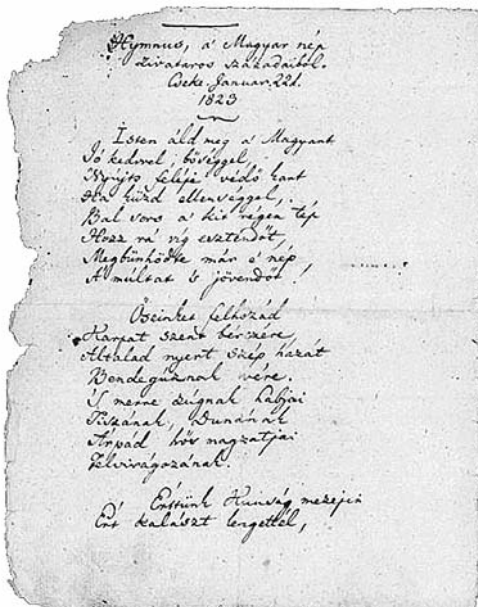 Hymnus, a' Magyar nép
zivataros századaiból.
Cseke. Januar. 22d.
1823
Isten áld meg a' Magyart
Jó kedvvel, bőséggel,
Nyújts feléje védő kart
Ha küzd ellenséggel,
Bal sors a' kit régen tép
Hozz rá víg esztendőt,
Megbűnhődte már e' nép
A' múltat 's jövendőt!
Őseinket felhozád
Kárpát szent bérczére,
Általad nyert szép hazát
Bendegúznak vére.
'S merre zúgnak habjai
Tiszának, Dunának
Árpád hős magzatjai
Felvirágozának.
Értünk Kunság mezején
Ért kalászt lengettél,